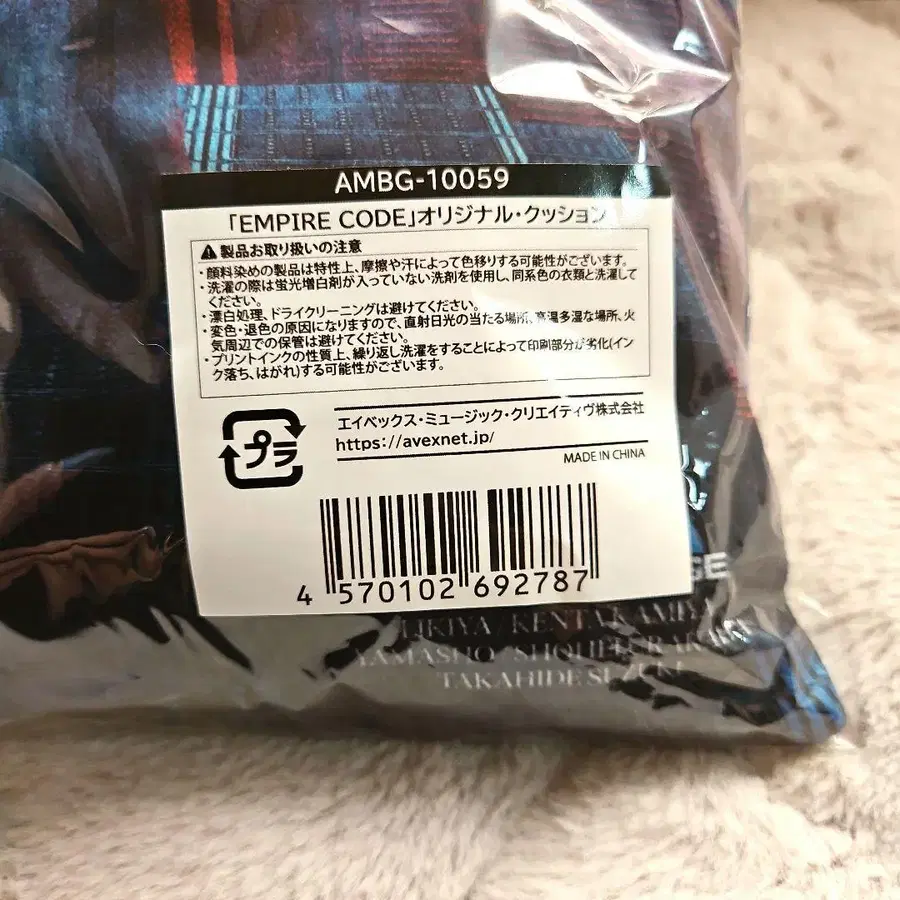 AMBG-10059
「EMPIRE CODE」オリジナル・クッション
製品お取り扱いの注意
・顔料染めの製品は特性上、摩擦や汗によって色移りする可能性がございます。
・洗濯の際は蛍光増白剤が入っていない洗剤を使用し、同系色の衣類と洗濯して
ください。
・漂白処理、ドライクリーニングは避けてください。
・変色・退色の原因になりますので、直射日光の当たる場所、高温多湿な場所、火
気周辺での保管は避けてください。
・プリントインクの性質上、繰り返し洗濯をすることによって印刷部分が劣化(イン
ク落ち、はがれ)する可能性がございます。
プラ
エイベックス・ミュージック・クリエイティヴ株式会社
https://avexnet.jp/
MADE IN CHINA
4 570102 692787
LIKIYA / KENTA KAMIYA
YAMASHO / SHOHEI URAKABE
TAKAHIDE SUZUKI